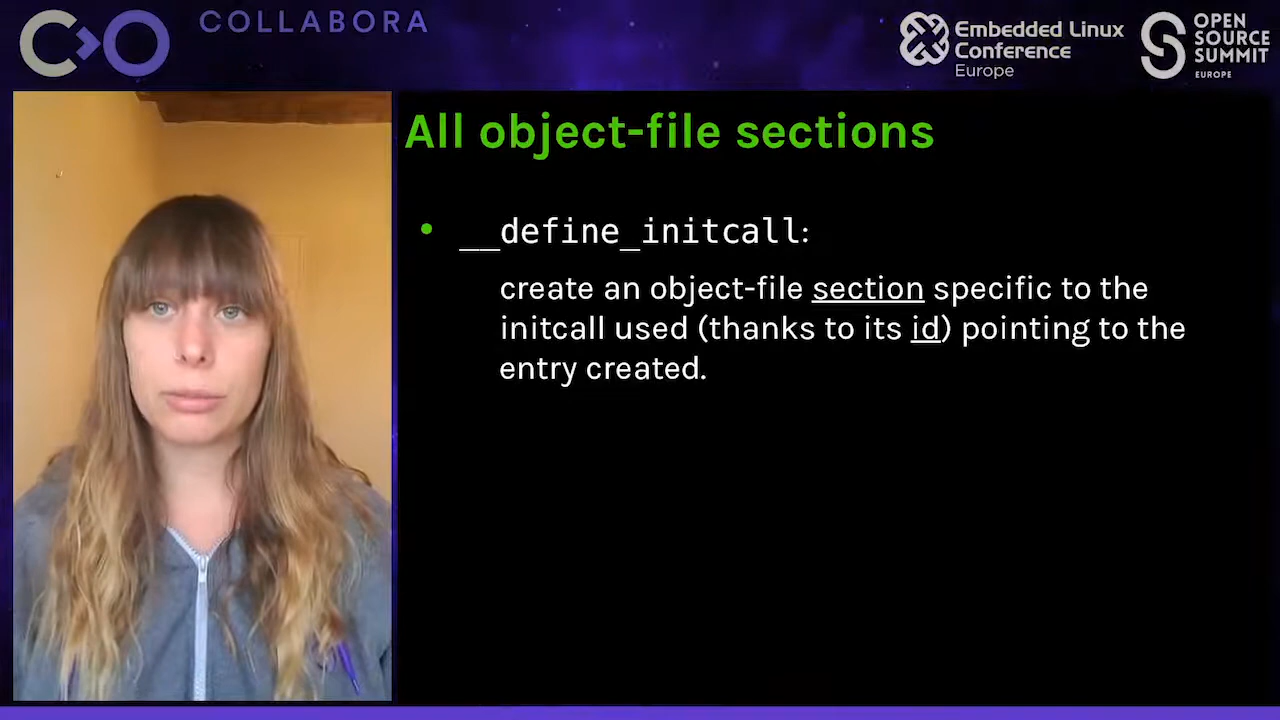 COLLABORA
Embedded Linux
Conference
Europe
OPEN
SOURCE
SUMMIT
EUROPE
All object-file sections
• __define_initcall:
create an object-file section specific to the
initcall used (thanks to its id) pointing to the
entry created.